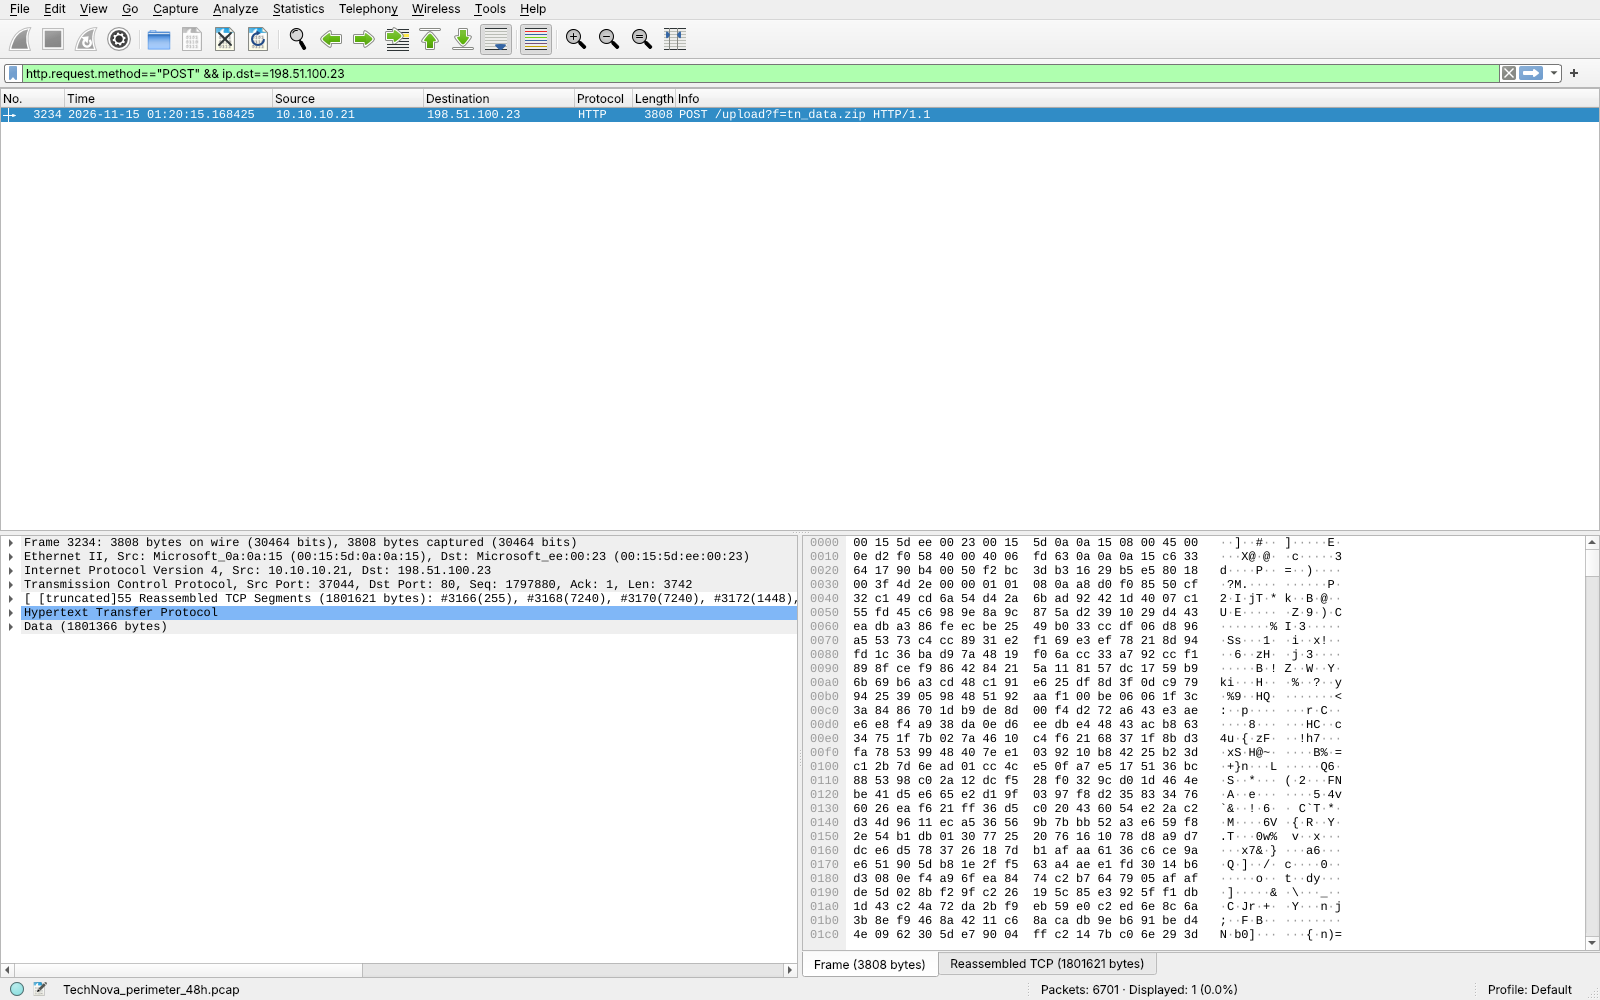 File Edit View Go Capture Analyze Statistics Telephony Wireless Tools Help
http.request.method=="POST" && ip.dst==198.51.100.23
No. Time Source Destination Protocol Length Info
3234 2026-11-15 01:20:15.168425 10.10.10.21 198.51.100.23 HTTP 3808 POST /upload?f=tn_data.zip HTTP/1.1
Frame 3234: 3808 bytes on wire (30464 bits), 3808 bytes captured (30464 bits)
Ethernet II, Src: Microsoft_0a:0a:15 (00:15:5d:0a:0a:15), Dst: Microsoft_ee:00:23 (00:15:5d:ee:00:23)
Internet Protocol Version 4, Src: 10.10.10.21, Dst: 198.51.100.23
Transmission Control Protocol, Src Port: 37044, Dst Port: 80, Seq: 1797880, Ack: 1, Len: 3742
[ [truncated]55 Reassembled TCP Segments (1801621 bytes): #3166(255), #3168(7240), #3170(7240), #3172(1448),
Hypertext Transfer Protocol
Data (1801366 bytes)
0000 00 15 5d ee 00 23 00 15 5d 0a 0a 15 08 00 45 00 ··]··#·· ]·····E·
0010 0e d2 f0 58 40 00 40 06 fd 63 0a 0a 0a 15 c6 33 ···X@·@· ·c·····3
0020 64 17 90 b4 00 50 f2 bc 3d b3 16 29 b5 e5 80 18 d····P·· =··)····
0030 00 3f 4d 2e 00 00 01 01 08 0a a8 d0 f0 85 50 cf ·?M.···· ······P·
0040 32 c1 49 cd 6a 54 d4 2a 6b ad 92 42 1d 40 07 c1 2·I·jT·* k··B·@··
0050 55 fd 45 c6 98 9e 8a 9c 87 5a d2 39 10 29 d4 43 U·E····· ·Z·9·)·C
0060 ea db a3 86 fe ec be 25 49 b0 33 cc df 06 d8 96 ·······% I·3·····
0070 a5 53 73 c4 cc 89 31 e2 f1 69 e3 ef 78 21 8d 94 ·Ss···1· ·i··x!··
0080 fd 1c 36 ba d9 7a 48 19 f0 6a cc 33 a7 92 cc f1 ··6··zH· ·j·3····
0090 89 8f ce f9 86 42 84 21 5a 11 81 57 dc 17 59 b9 ·····B·! Z··W··Y·
00a0 6b 69 b6 a3 cd 48 c1 91 e6 25 df 8d 3f 0d c9 79 ki···H·· ·%··?··y
00b0 94 25 39 05 98 48 51 92 aa f1 00 be 06 06 1f 3c ·%9··HQ· ·······<
00c0 3a 84 86 70 1d b9 de 8d 00 f4 d2 72 a6 43 e3 ae :··p···· ···r·C··
00d0 e6 e8 f4 a9 38 da 0e d6 ee db e4 48 43 ac b8 63 ····8··· ···HC··c
00e0 34 75 1f 7b 02 7a 46 10 c4 f6 21 68 37 1f 8b d3 4u·{·zF· ··!h7···
00f0 fa 78 53 99 48 40 7e e1 03 92 10 b8 42 25 b2 3d ·xS·H@~· ····B%·=
0100 c1 2b 7d 6e ad 01 cc 4c e5 0f a7 e5 17 51 36 bc ·+}n···L ·····Q6·
0110 88 53 98 c0 2a 12 dc f5 28 f0 32 9c d0 1d 46 4e ·S··*··· (·2···FN
0120 be 41 d5 e6 65 e2 d1 9f 03 97 f8 d2 35 83 34 76 ·A··e··· ····5·4v
0130 60 26 ea f6 21 ff 36 d5 c0 20 43 60 54 e2 2a c2 `&··!·6· · C`T·*·
0140 d3 4d 96 11 ec a5 36 56 9b 7b bb 52 a3 e6 59 f8 ·M····6V ·{·R··Y·
0150 2e 54 b1 db 01 30 77 25 20 76 16 10 78 d8 a9 d7 .T···0w% v··x···
0160 dc e6 d5 78 37 26 18 7d b1 af aa 61 36 c6 ce 9a ···x7&·} ···a6···
0170 e6 51 90 5d b8 1e 2f f5 63 a4 ae e1 fd 30 14 b6 ·Q·]··/· c····0··
0180 d3 08 0e f4 a9 6f ea 84 74 c2 b7 64 79 05 af af ·····o·· t··dy···
0190 de 5d 02 8b f2 9f c2 26 19 5c 85 e3 92 5f f1 db ·]·····& ·\···_··
01a0 1d 43 c2 4a 72 da 2b f9 eb 59 e0 c2 ed 6e 8c 6a ·C·Jr·+· ·Y···n·j
01b0 3b 8e f9 46 8a 42 11 c6 8a ca db 9e b6 91 be d4 ;··F·B·· ········
01c0 4e 09 62 30 5d e7 90 04 ff c2 14 7b c0 6e 29 3d N·b0]··· ···{·n)=
Frame (3808 bytes) Reassembled TCP (1801621 bytes)
TechNova_perimeter_48h.pcap Packets: 6701 · Displayed: 1 (0.0%) Profile: Default